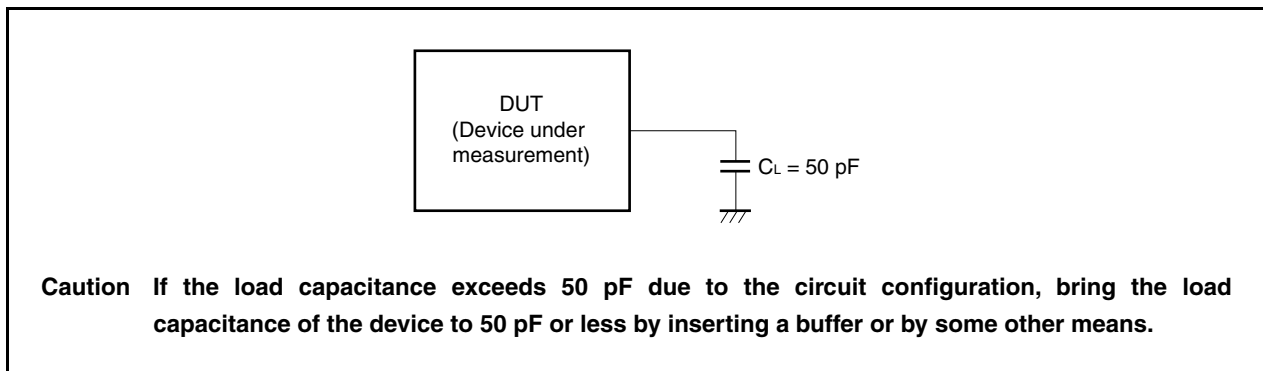 DUT
(Device under
measurement)
CL = 50 pF
Caution If the load capacitance exceeds 50 pF due to the circuit configuration, bring the load
capacitance of the device to 50 pF or less by inserting a buffer or by some other means.